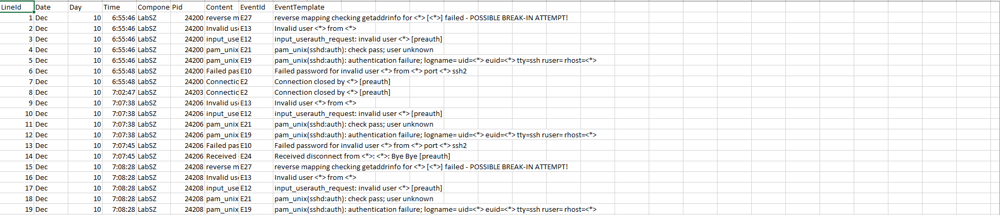 LineId Date Day Time Compone Pid Content EventId EventTemplate
1 Dec 10 6:55:46 LabSZ 24200 reverse m E27 reverse mapping checking getaddrinfo for <*> [<*>] failed - POSSIBLE BREAK-IN ATTEMPT!
2 Dec 10 6:55:46 LabSZ 24200 Invalid us E13 Invalid user <*> from <*>
3 Dec 10 6:55:46 LabSZ 24200 input_use E12 input_userauth_request: invalid user <*> [preauth]
4 Dec 10 6:55:46 LabSZ 24200 pam_unix E21 pam_unix(sshd:auth): check pass; user unknown
5 Dec 10 6:55:46 LabSZ 24200 pam_unix E19 pam_unix(sshd:auth): authentication failure; logname= uid=<*> euid=<*> tty=ssh ruser= rhost=<*>
6 Dec 10 6:55:48 LabSZ 24200 Failed pas E10 Failed password for invalid user <*> from <*> port <*> ssh2
7 Dec 10 6:55:48 LabSZ 24200 Connectic E2 Connection closed by <*> [preauth]
8 Dec 10 7:02:47 LabSZ 24203 Connectic E2 Connection closed by <*> [preauth]
9 Dec 10 7:07:38 LabSZ 24206 Invalid us E13 Invalid user <*> from <*>
10 Dec 10 7:07:38 LabSZ 24206 input_use E12 input_userauth_request: invalid user <*> [preauth]
11 Dec 10 7:07:38 LabSZ 24206 pam_unix E21 pam_unix(sshd:auth): check pass; user unknown
12 Dec 10 7:07:38 LabSZ 24206 pam_unix E19 pam_unix(sshd:auth): authentication failure; logname= uid=<*> euid=<*> tty=ssh ruser= rhost=<*>
13 Dec 10 7:07:45 LabSZ 24206 Failed pas E10 Failed password for invalid user <*> from <*> port <*> ssh2
14 Dec 10 7:07:45 LabSZ 24206 Received E24 Received disconnect from <*>: <*>: Bye Bye [preauth]
15 Dec 10 7:08:28 LabSZ 24208 reverse m E27 reverse mapping checking getaddrinfo for <*> [<*>] failed - POSSIBLE BREAK-IN ATTEMPT!
16 Dec 10 7:08:28 LabSZ 24208 Invalid us E13 Invalid user <*> from <*>
17 Dec 10 7:08:28 LabSZ 24208 input_use E12 input_userauth_request: invalid user <*> [preauth]
18 Dec 10 7:08:28 LabSZ 24208 pam_unix E21 pam_unix(sshd:auth): check pass; user unknown
19 Dec 10 7:08:28 LabSZ 24208 pam_unix E19 pam_unix(sshd:auth): authentication failure; logname= uid=<*> euid=<*> tty=ssh ruser= rhost=<*>